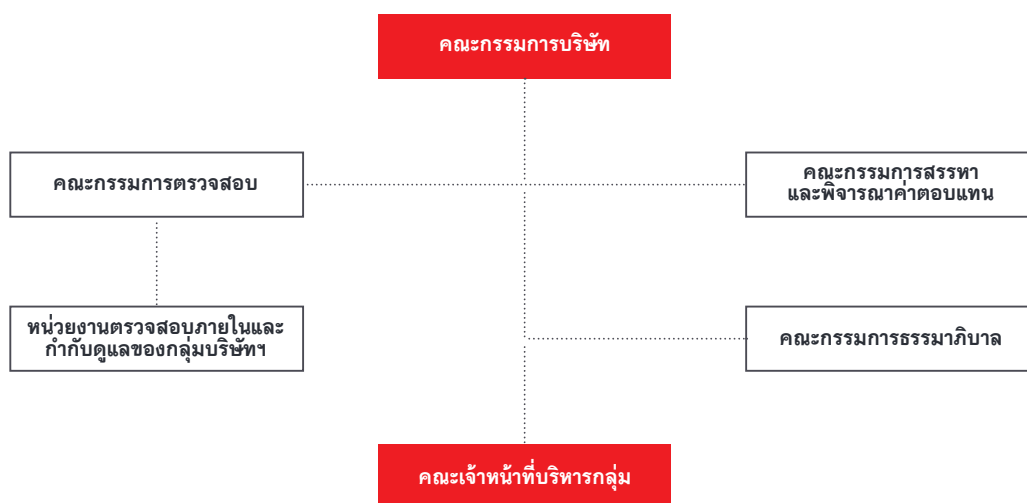 คณะกรรมการบริษัท
คณะกรรมการตรวจสอบ
คณะกรรมการสรรหา
และพิจารณาค่าตอบแทน
หน่วยงานตรวจสอบภายในและ
กำกับดูแลของกลุ่มบริษัทฯ
คณะกรรมการธรรมาภิบาล
คณะเจ้าหน้าที่บริหารกลุ่ม